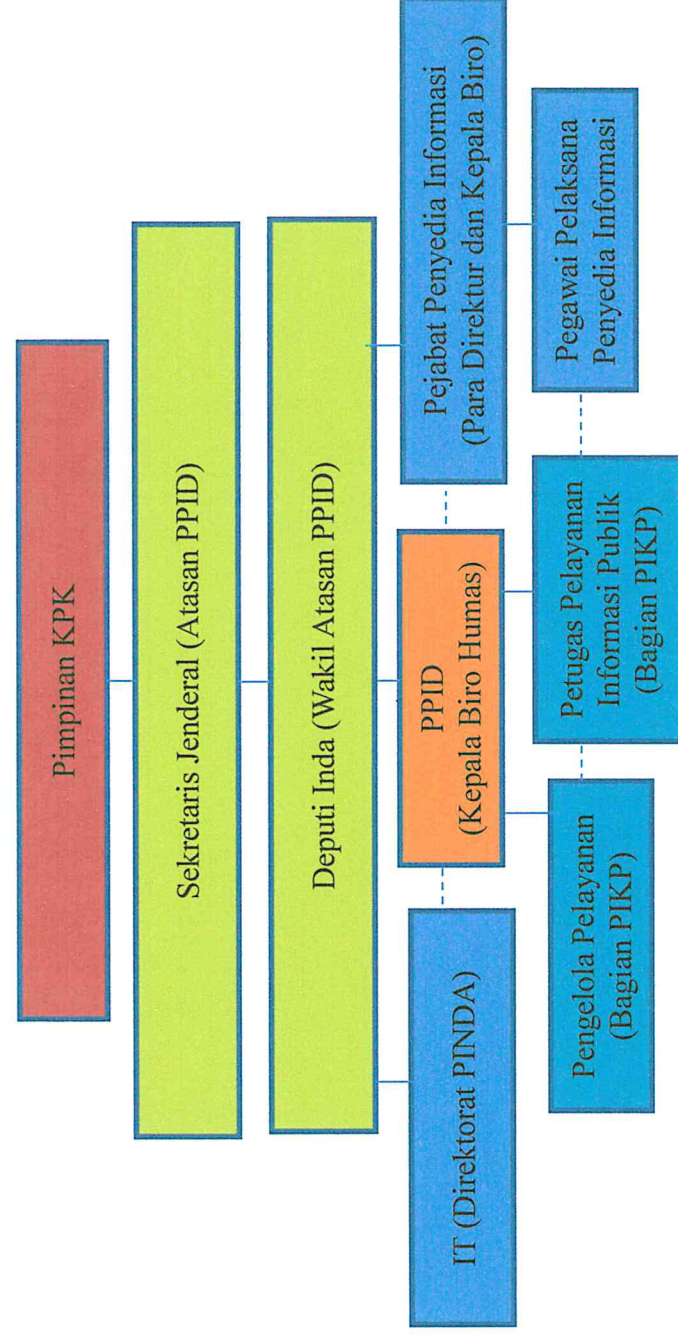 Pimpinan KPK
Sekretaris Jenderal (Atasan PPID)
Deputi Inda (Wakil Atasan PPID)
IT (Direktorat PINDA)
PPID
(Kepala Biro Humas)
Pejabat Penyedia Informasi
(Para Direktur dan Kepala Biro)
Pengelola Pelayanan
(Bagian PIKP)
Petugas Pelayanan
Informasi Publik
(Bagian PIKP)
Pegawai Pelaksana
Penyedia Informasi